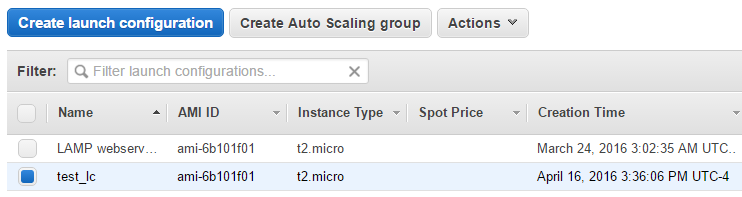 Create launch configuration Create Auto Scaling group Actions
Filter: Filter launch configurations...
Name AMI ID Instance Type Spot Price Creation Time
LAMP webserv... ami-6b101f01 t2.micro March 24, 2016 3:02:35 AM UTC..
test_lc ami-6b101f01 t2.micro April 16, 2016 3:36:06 PM UTC-4